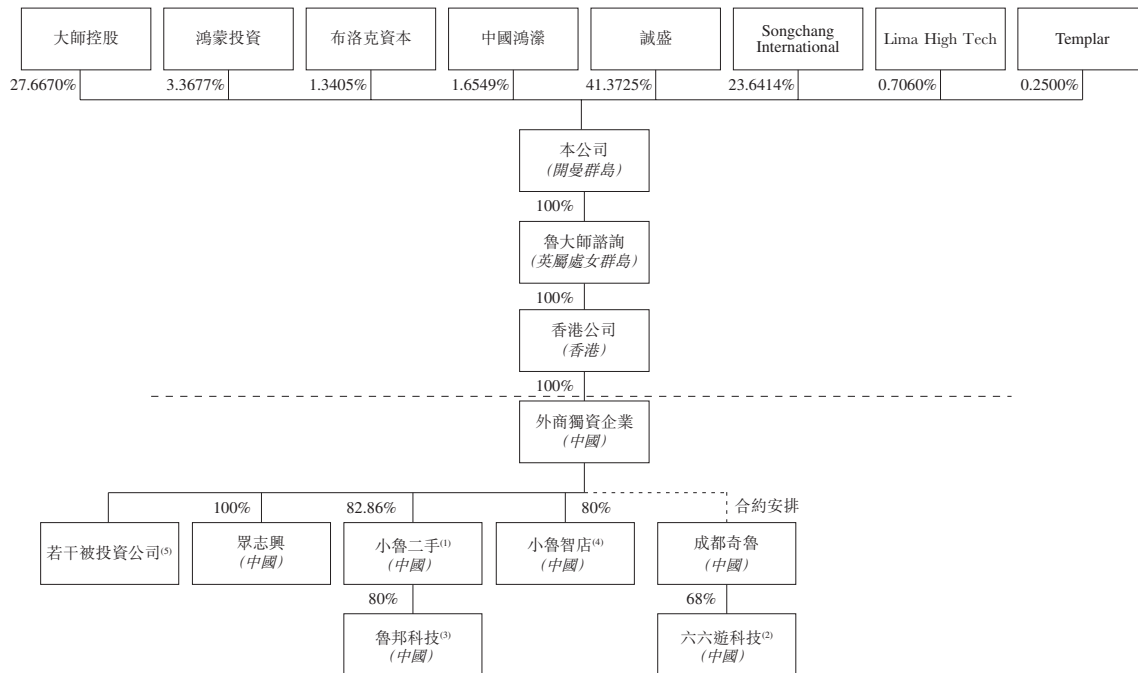 大師控股
鴻蒙投資
布洛克資本
中國鴻瀠
誠盛
Songchang
International
Lima High Tech
Templar
27.6670%
3.3677%
1.3405%
1.6549%
41.3725%
23.6414%
0.7060%
0.2500%
本公司
(開曼群島)
100%
魯大師諮詢
(英屬處女群島)
100%
香港公司
(香港)
100%
外商獨資企業
(中國)
100%
82.86%
80%
合約安排
若干被投資公司(5)
眾志興
(中國)
小魯二手(1)
(中國)
小魯智店(4)
(中國)
成都奇魯
(中國)
80%
68%
魯邦科技(3)
(中國)
六六遊科技(2)
(中國)